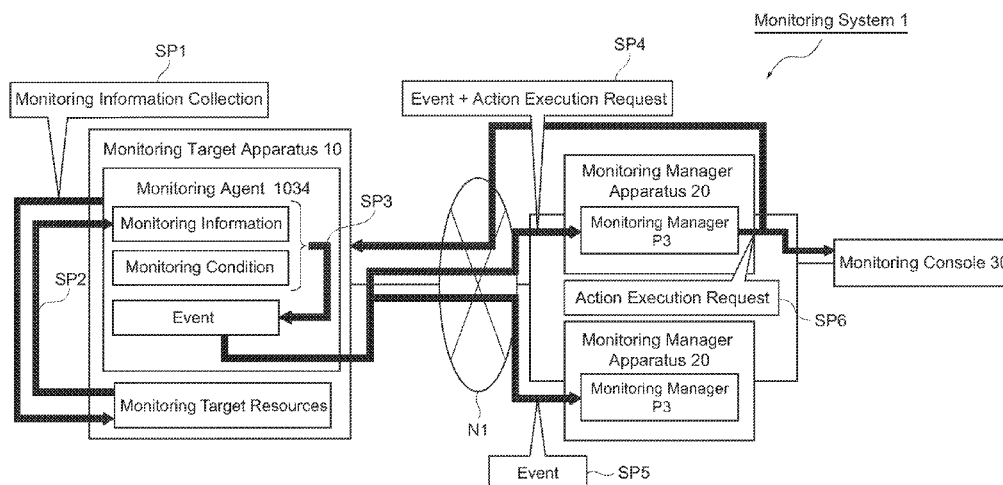 Monitoring System 1
SP1
SP4
Monitoring Information Collection
Event + Action Execution Request
Monitoring Target Apparatus 10
Monitoring Agent 1034
SP3
Monitoring Information
Monitoring Condition
SP2
Event
Monitoring Target Resources
Monitoring Manager
Apparatus 20
Monitoring Manager
P3
Monitoring Console 30
Action Execution Request
SP6
Monitoring Manager
Apparatus 20
Monitoring Manager
P3
N1
Event
SP5